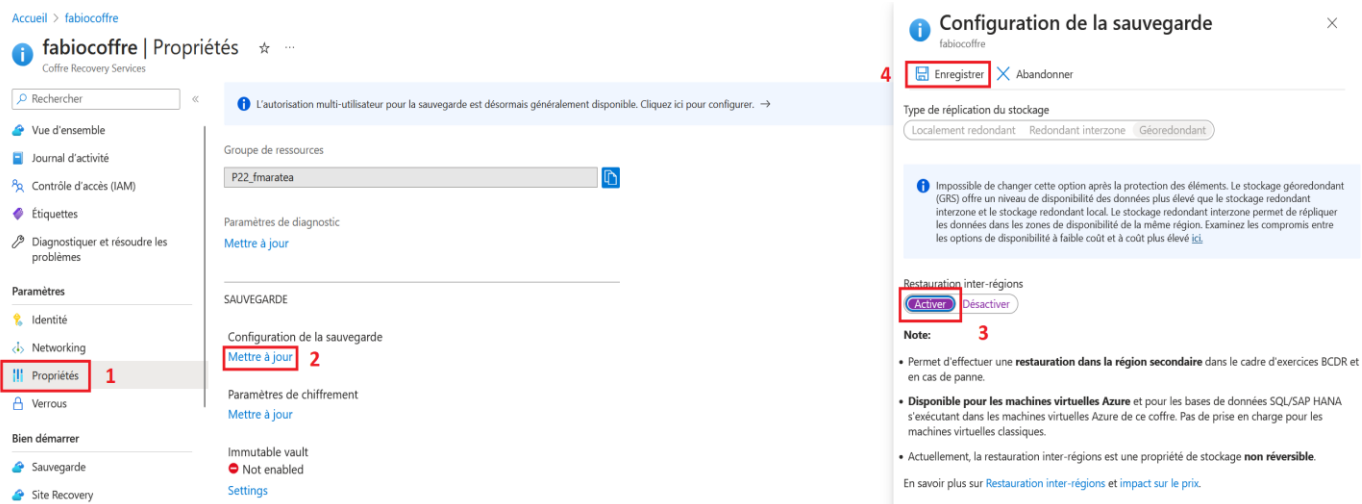 Accueil > fabiocoffre
fabiocoffre | Propriétés
Coffre Recovery Services
Rechercher
Vue d'ensemble
Journal d'activité
Contrôle d'accès (IAM)
Étiquettes
Diagnostiquer et résoudre les
problèmes
Paramètres
Identité
Networking
Propriétés 1
Verrous
Bien démarrer
Sauvegarde
Site Recovery
L'autorisation multi-utilisateur pour la sauvegarde est désormais généralement disponible. Cliquez ici pour configurer. →
Groupe de ressources
P22_fmaratea
Paramètres de diagnostic
Mettre à jour
SAUVEGARDE
Configuration de la sauvegarde
Mettre à jour 2
Paramètres de chiffrement
Mettre à jour
Immutable vault
Not enabled
Settings
Configuration de la sauvegarde
fabiocoffre
4 Enregistrer Abandonner
Type de réplication du stockage
Localement redondant Redondant interzone Géoredondant
Impossible de changer cette option après la protection des éléments. Le stockage géoredondant
(GRS) offre un niveau de disponibilité des données plus élevé que le stockage redondant
interzone et le stockage redondant local. Le stockage redondant interzone permet de répliquer
les données dans les zones de disponibilité de la même région. Examinez les compromis entre
les options de disponibilité à faible coût et à coût plus élevé ici.
Restauration inter-régions
Activer Désactiver
3
Note:
• Permet d'effectuer une restauration dans la région secondaire dans le cadre d'exercices BCDR et
en cas de panne.
• Disponible pour les machines virtuelles Azure et pour les bases de données SQL/SAP HANA
s'exécutant dans les machines virtuelles Azure de ce coffre. Pas de prise en charge pour les
machines virtuelles classiques.
• Actuellement, la restauration inter-régions est une propriété de stockage non réversible.
En savoir plus sur Restauration inter-régions et impact sur le prix.